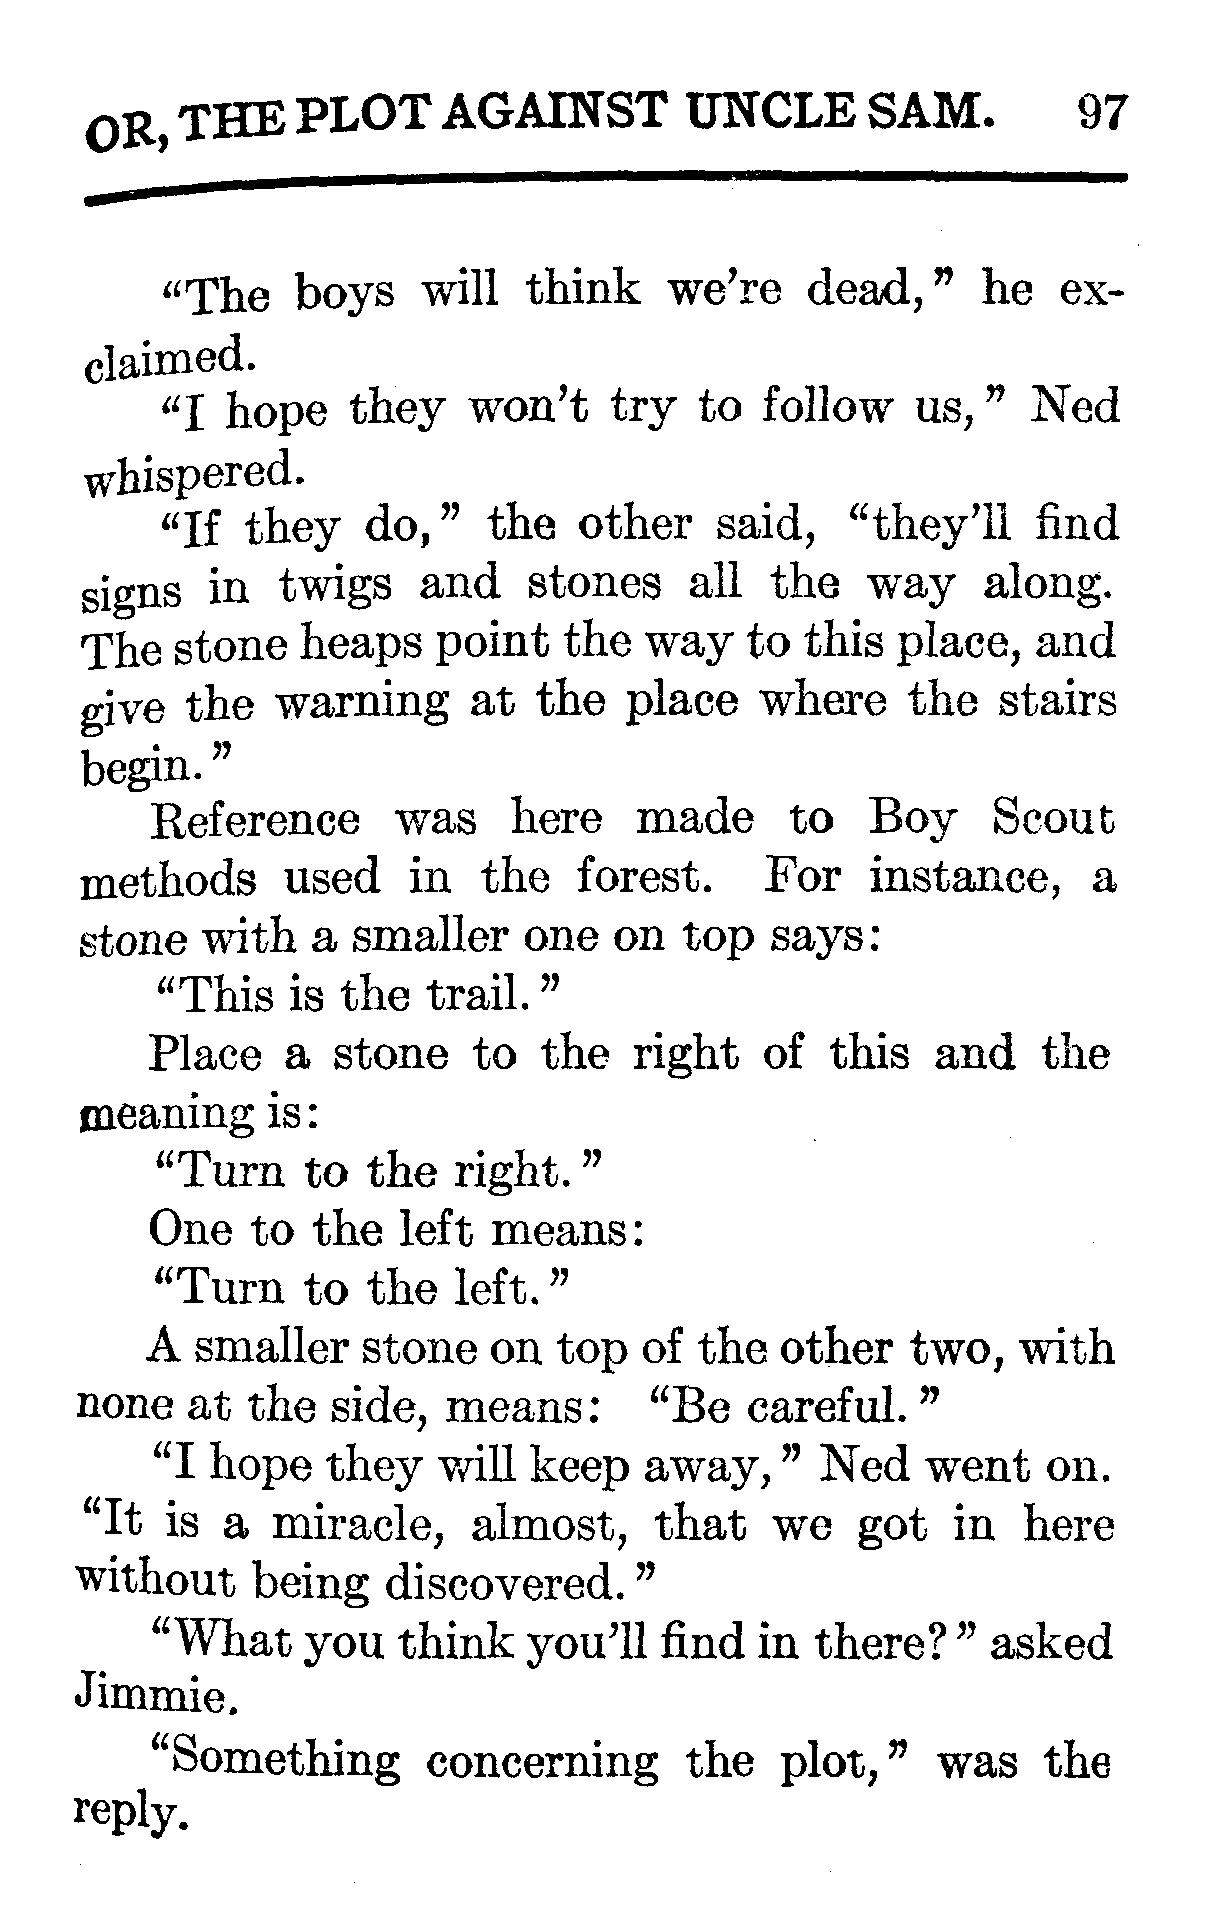 OR, THE PLOT AGAINST UNCLE SAM. 97
"The boys will think we're dead," he ex-
claimed.
"I hope they won't try to follow us," Ned
whispered.
"If they do," the other said, "they'll find
signs in twigs and stones all the way along.
The stone heaps point the way to this place, and
give the warning at the place where the stairs
begin."
Reference was here made to Boy Scout
methods used in the forest. For instance, a
stone with a smaller one on top says:
"This is the trail."
Place a stone to the right of this and the
meaning is:
"Turn to the right."
One to the left means:
"Turn to the left."
A smaller stone on top of the other two, with
none at the side, means: "Be careful."
"I hope they will keep away," Ned went on.
"It is a miracle, almost, that we got in here
without being discovered."
"What you think you'll find in there?" asked
Jimmie.
"Something concerning the plot," was the
reply.